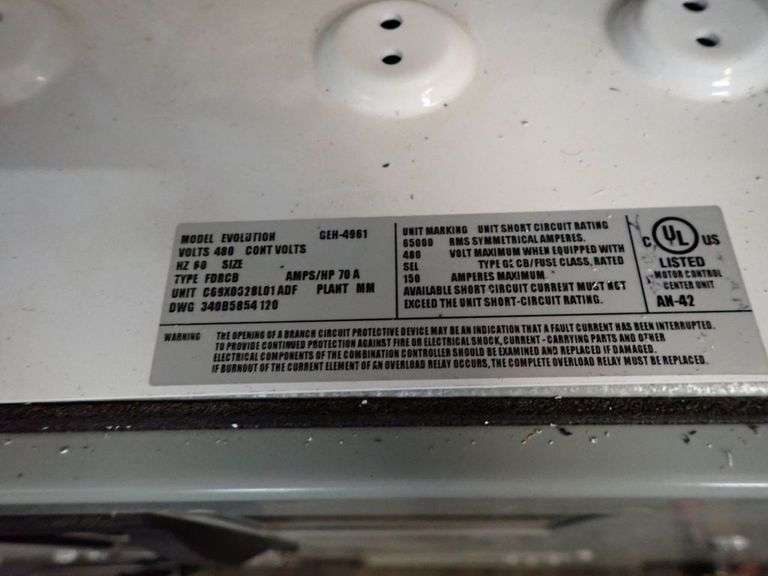 MODEL EVOLUTION GEH-4961
VOLTS 480 CONT VOLTS
HZ 60 SIZE
TYPE FDRCB AMPS/HP 70 A
UNIT C69X0328L01ADF PLANT MM
DWG 340B5854 120
UNIT MARKING UNIT SHORT CIRCUIT RATING
65000 RMS SYMMETRICAL AMPERES.
480 VOLT MAXIMUM WHEN EQUIPPED WITH
SEL TYPE GE CB/FUSE CLASS, RATED
150 AMPERES MAXIMUM.
AVAILABLE SHORT CIRCUIT CURRENT MUST NOT
EXCEED THE UNIT SHORT-CIRCUIT RATING.
C UL US
LISTED
MOTOR CONTROL
CENTER UNIT
AN-42
WARNING THE OPENING OF A BRANCH CIRCUIT PROTECTIVE DEVICE MAY BE AN INDICATION THAT A FAULT CURRENT HAS BEEN INTERRUPTED.
TO PROVIDE CONTINUED PROTECTION AGAINST FIRE OR ELECTRICAL SHOCK, CURRENT - CARRYING PARTS AND OTHER
ELECTRICAL COMPONENTS OF THE COMBINATION CONTROLLER SHOULD BE EXAMINED AND REPLACED IF DAMAGED.
IF BURNOUT OF THE CURRENT ELEMENT OF AN OVERLOAD RELAY OCCURS, THE COMPLETE OVERLOAD RELAY MUST BE REPLACED.